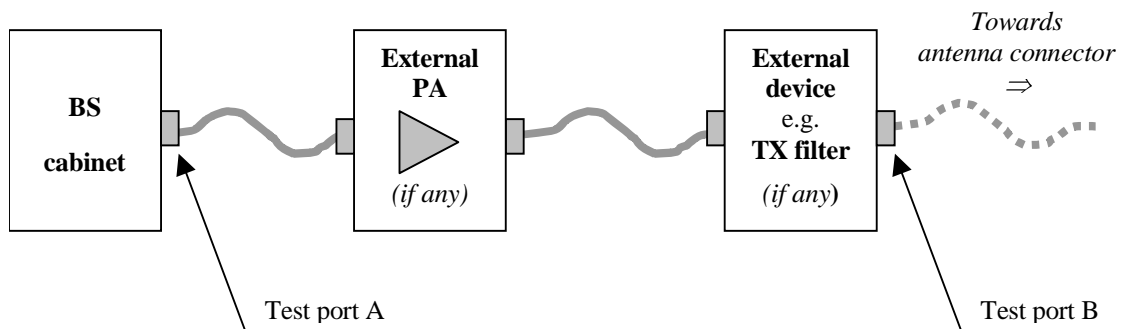 BS
cabinet
External
PA
(if any)
External
device
e.g.
TX filter
(if any)
Towards
antenna connector
⇒
Test port A
Test port B